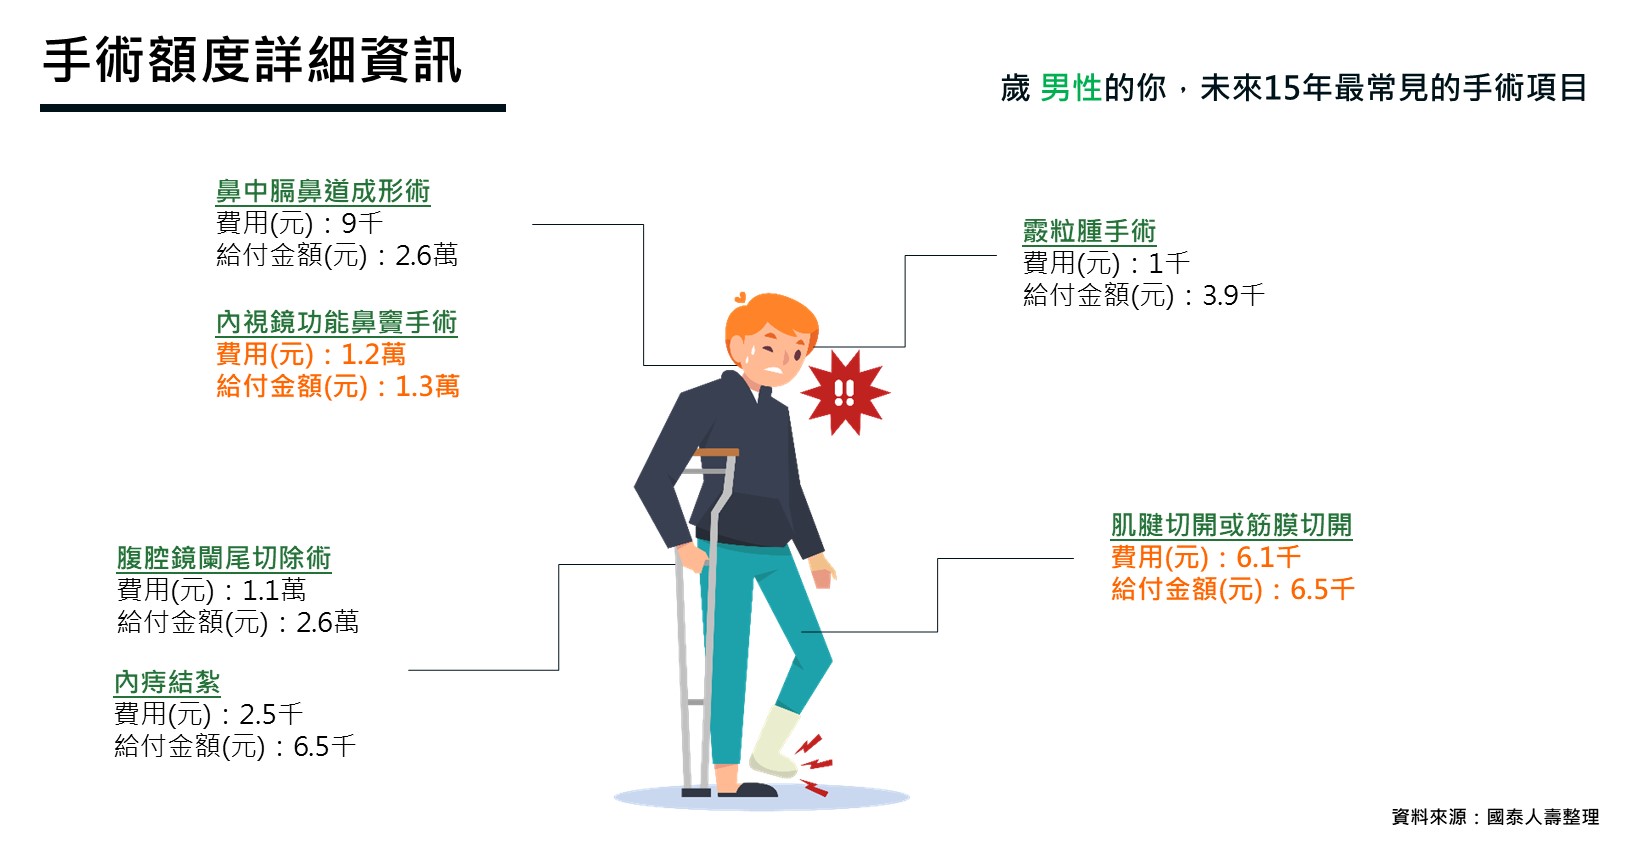 手術額度詳細資訊
歲 男性的你，未來15年最常見的手術項目
鼻中膈鼻道成形術
費用(元)：9千
給付金額(元)：2.6萬
內視鏡功能鼻竇手術
費用(元)：1.2萬
給付金額(元)：1.3萬
霰粒腫手術
費用(元)：1千
給付金額(元)：3.9千
!!
腹腔鏡闌尾切除術
費用(元)：1.1萬
給付金額(元)：2.6萬
內痔結紮
費用(元)：2.5千
給付金額(元)：6.5千
肌腱切開或筋膜切開
費用(元)：6.1千
給付金額(元)：6.5千
資料來源：國泰人壽整理